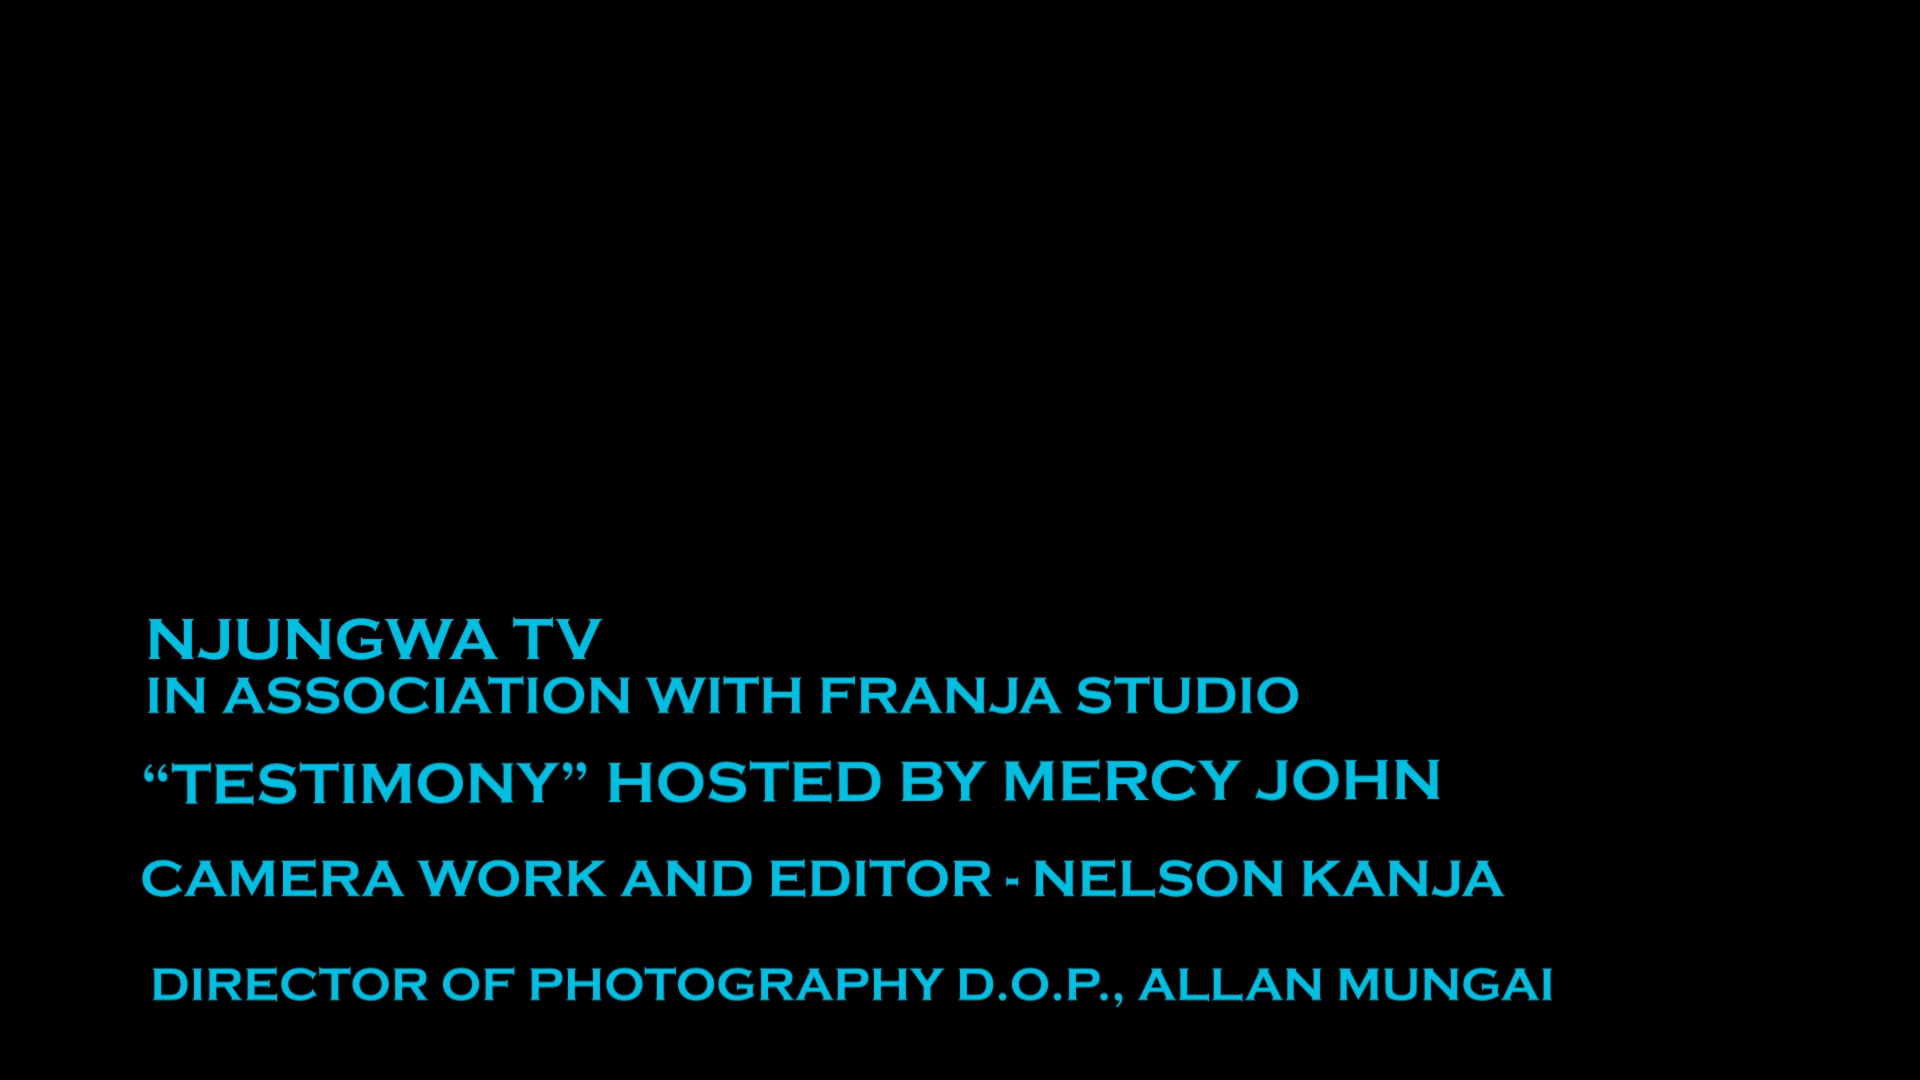 NJUNGWA TV
IN ASSOCIATION WITH FRANJA STUDIO
“TESTIMONY” HOSTED BY MERCY JOHN
CAMERA WORK AND EDITOR - NELSON KANJA
DIRECTOR OF PHOTOGRAPHY D.O.P., ALLAN MUNGAI